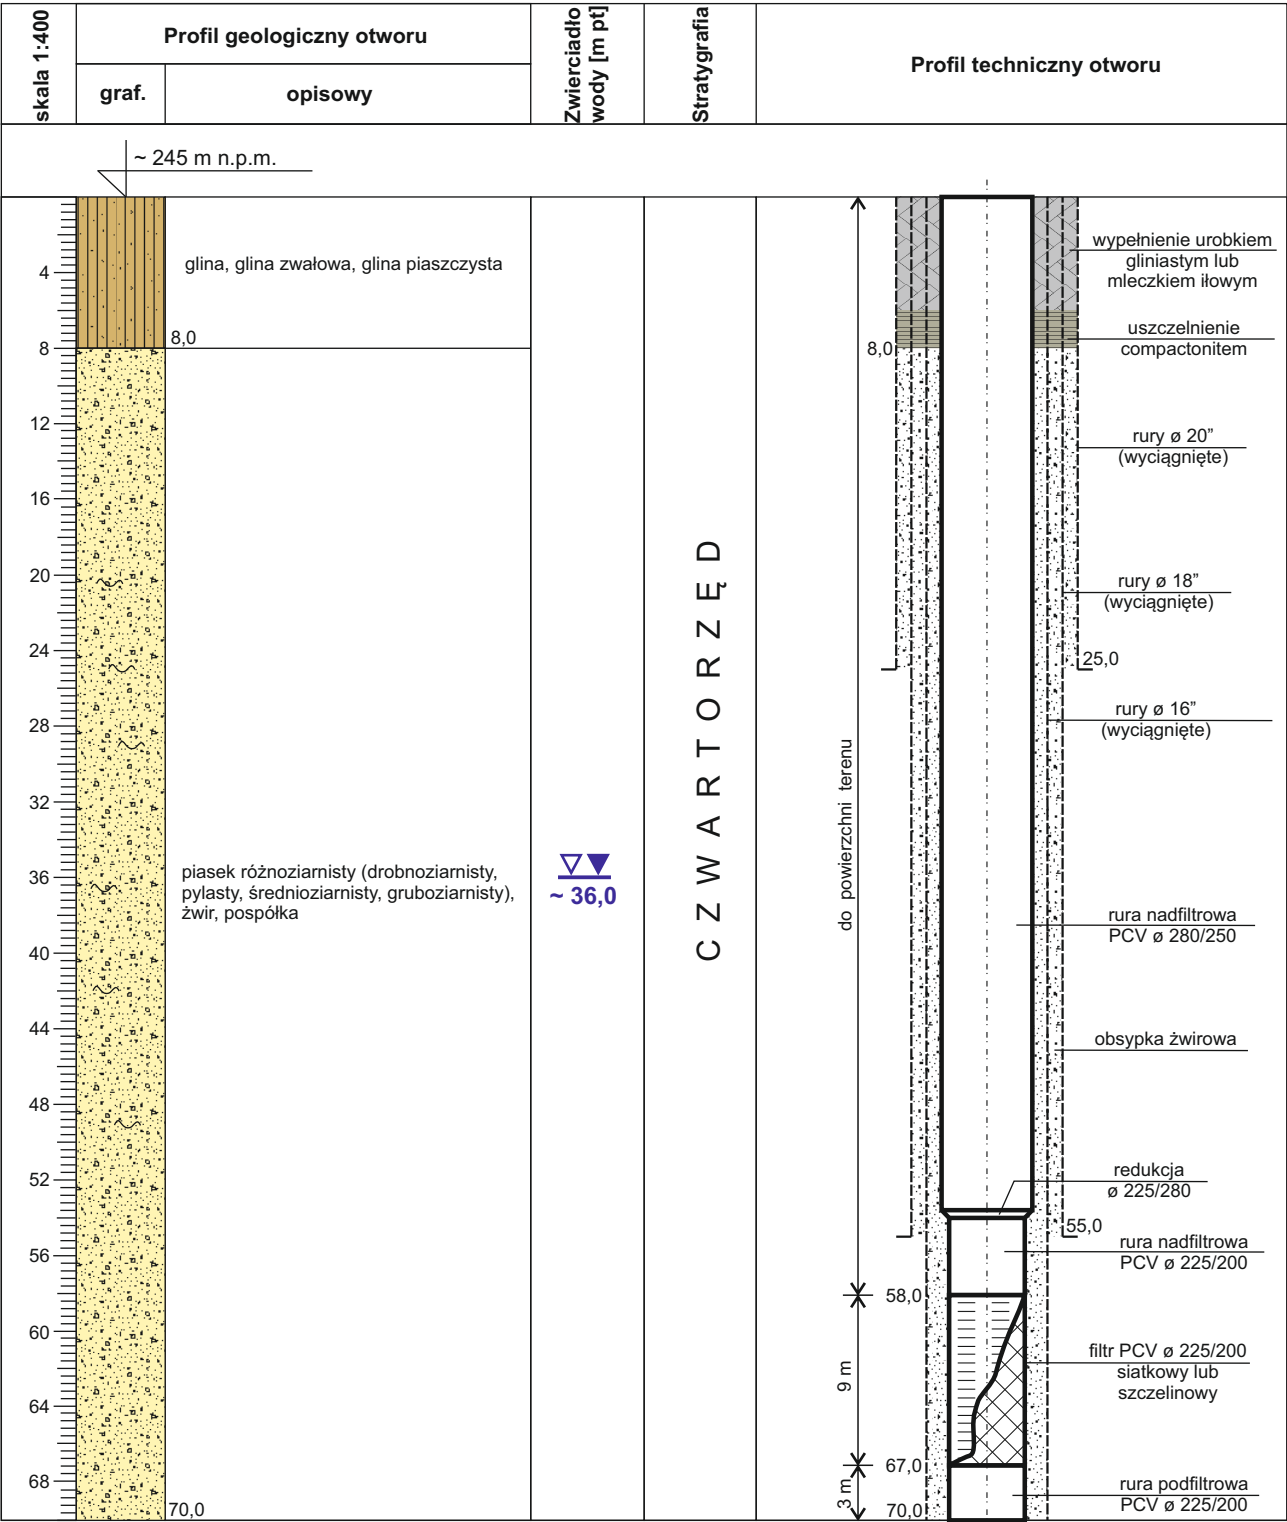 skala 1:400
Profil geologiczny otworu
graf.
opisowy
Zwierciadło
wody [m pt]
Stratygrafia
Profil techniczny otworu
~ 245 m n.p.m.
4
8
12
16
20
24
28
32
36
40
44
48
52
56
60
64
68
glina, glina zwałowa, glina piaszczysta
8,0
piasek różnoziarnisty (drobnoziarnisty,
pylasty, średnioziarnisty, gruboziarnisty),
żwir, pospółka
70,0
~ 36,0
CZWARTORZĘD
do powierzchni terenu
9 m
3 m
8,0
58,0
67,0
70,0
wypełnienie urobkiem
gliniastym lub
mleczkiem iłowym
uszczelnienie
compactonitem
rury ø 20”
(wyciągnięte)
rury ø 18”
(wyciągnięte)
25,0
rury ø 16”
(wyciągnięte)
rura nadfiltrowa
PCV ø 280/250
obsypka żwirowa
redukcja
ø 225/280
55,0
rura nadfiltrowa
PCV ø 225/200
filtr PCV ø 225/200
siatkowy lub
szczelinowy
rura podfiltrowa
PCV ø 225/200